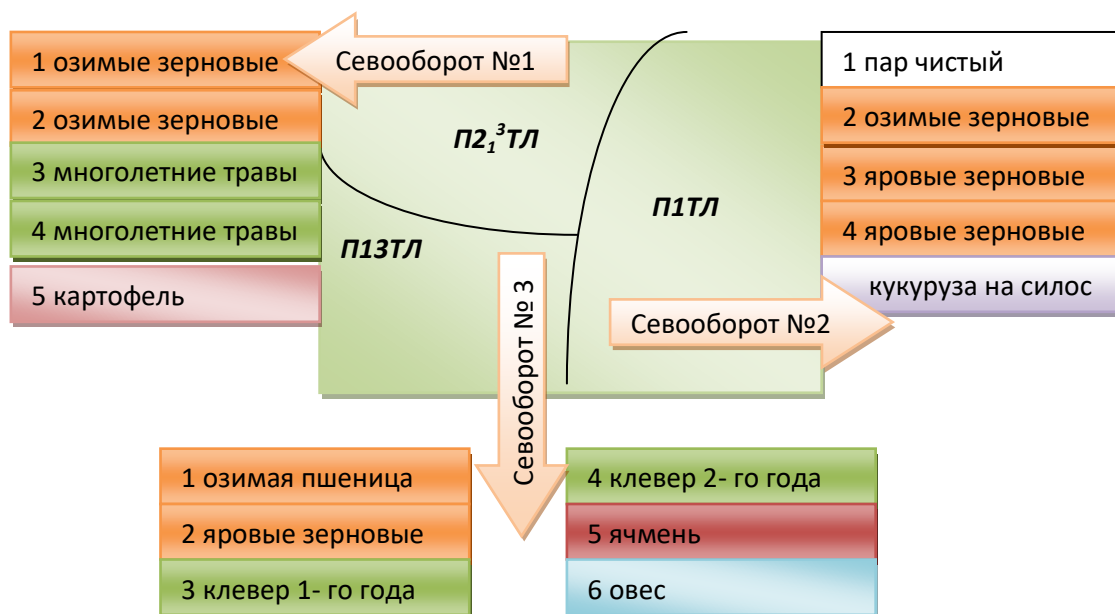 Севооборот №1
1 озимые зерновые
2 озимые зерновые
3 многолетние травы
4 многолетние травы
5 картофель
П2₁³ТЛ
П13ТЛ
П1ТЛ
1 пар чистый
2 озимые зерновые
3 яровые зерновые
4 яровые зерновые
кукуруза на силос
Севооборот №2
Севооборот № 3
1 озимая пшеница
2 яровые зерновые
3 клевер 1- го года
4 клевер 2- го года
5 ячмень
6 овес